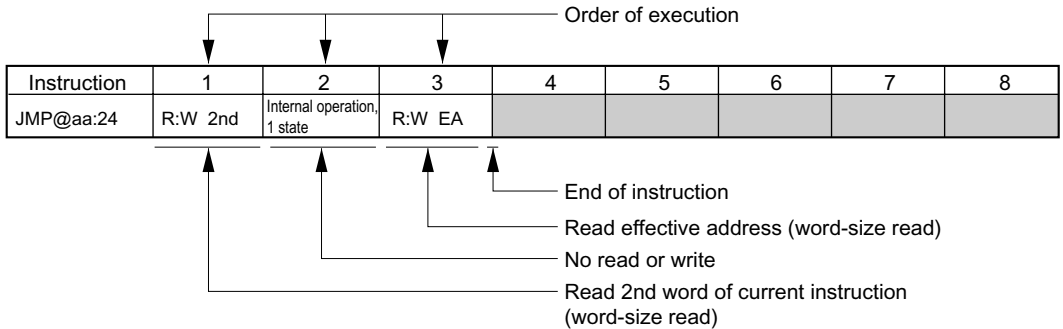 Order of execution
Instruction 1 2 3 4 5 6 7 8
JMP@aa:24 R:W 2nd Internal operation, 1 state R:W EA
End of instruction
Read effective address (word-size read)
No read or write
Read 2nd word of current instruction
(word-size read)